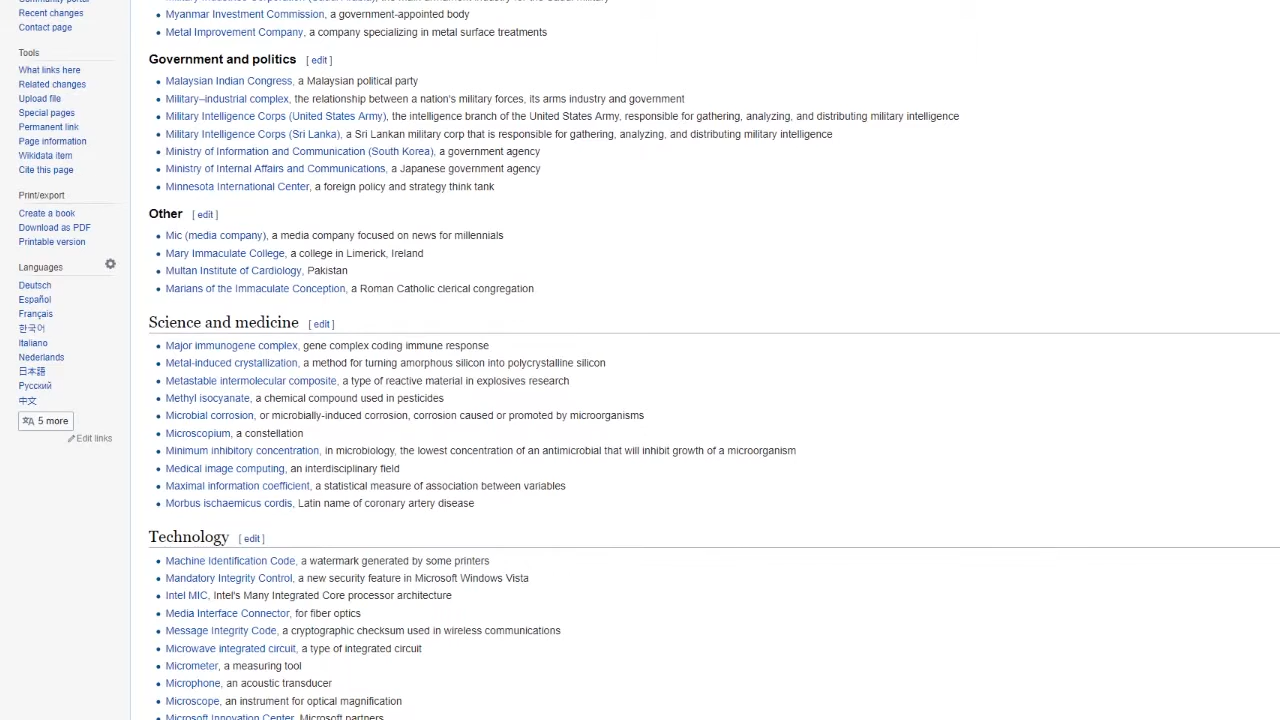 Recent changes
Contact page
Tools
What links here
Related changes
Upload file
Special pages
Permanent link
Page information
Wikidata item
Cite this page
Print/export
Create a book
Download as PDF
Printable version
Languages
Deutsch
Español
Français
한국어
Italiano
Nederlands
日本語
Русский
中文
5 more
Edit links
Myanmar Investment Commission, a government-appointed body
Metal Improvement Company, a company specializing in metal surface treatments
Government and politics [ edit ]
Malaysian Indian Congress, a Malaysian political party
Military–industrial complex, the relationship between a nation's military forces, its arms industry and government
Military Intelligence Corps (United States Army), the intelligence branch of the United States Army, responsible for gathering, analyzing, and distributing military intelligence
Military Intelligence Corps (Sri Lanka), a Sri Lankan military corp that is responsible for gathering, analyzing, and distributing military intelligence
Ministry of Information and Communication (South Korea), a government agency
Ministry of Internal Affairs and Communications, a Japanese government agency
Minnesota International Center, a foreign policy and strategy think tank
Other [ edit ]
Mic (media company), a media company focused on news for millennials
Mary Immaculate College, a college in Limerick, Ireland
Multan Institute of Cardiology, Pakistan
Marians of the Immaculate Conception, a Roman Catholic clerical congregation
Science and medicine [ edit ]
Major immunogene complex, gene complex coding immune response
Metal-induced crystallization, a method for turning amorphous silicon into polycrystalline silicon
Metastable intermolecular composite, a type of reactive material in explosives research
Methyl isocyanate, a chemical compound used in pesticides
Microbial corrosion, or microbially-induced corrosion, corrosion caused or promoted by microorganisms
Microscopium, a constellation
Minimum inhibitory concentration, in microbiology, the lowest concentration of an antimicrobial that will inhibit growth of a microorganism
Medical image computing, an interdisciplinary field
Maximal information coefficient, a statistical measure of association between variables
Morbus ischaemicus cordis, Latin name of coronary artery disease
Technology [ edit ]
Machine Identification Code, a watermark generated by some printers
Mandatory Integrity Control, a new security feature in Microsoft Windows Vista
Intel MIC, Intel's Many Integrated Core processor architecture
Media Interface Connector, for fiber optics
Message Integrity Code, a cryptographic checksum used in wireless communications
Microwave integrated circuit, a type of integrated circuit
Micrometer, a measuring tool
Microphone, an acoustic transducer
Microscope, an instrument for optical magnification
Microsoft Innovation Center, Microsoft partners